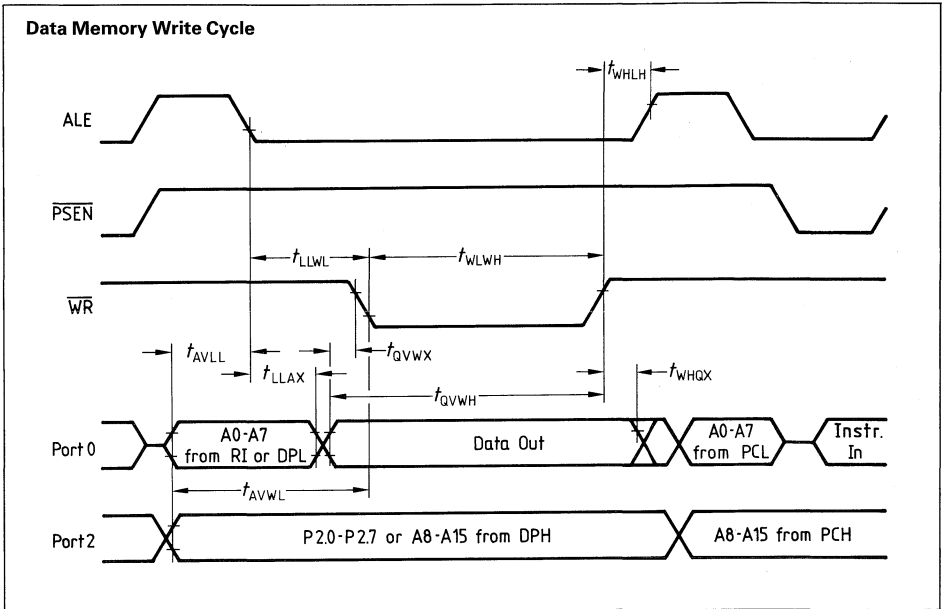 Data Memory Write Cycle
tWHLH
ALE
PSEN
tLLWL
tWLWH
WR
tAVLL
tQVWX
tLLAX
tWHQX
tQVWH
Port 0
A0-A7
from RI or DPL
Data Out
A0-A7
from PCL
Instr.
In
tAVWL
Port2
P2.0-P2.7 or A8-A15 from DPH
A8-A15 from PCH